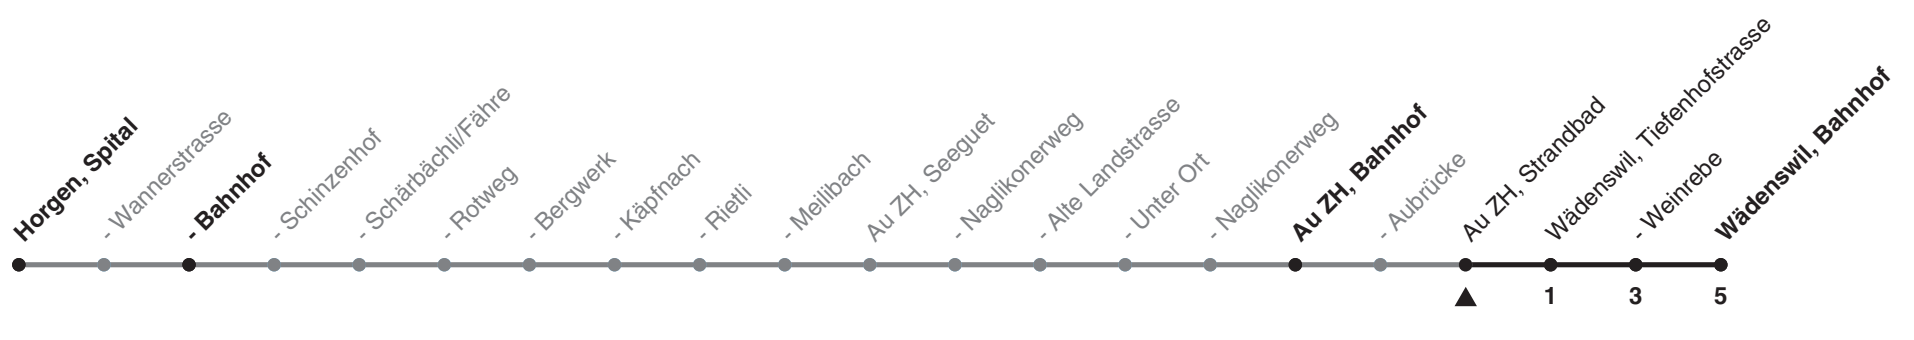 Horgen, Spital
- Wannerstrasse
- Bahnhof
- Schinzenhof
- Schärbächli/Fähre
- Rotweg
- Bergwerk
- Käpfnach
- Rietli
- Meilibach
Au ZH, Seeguet
- Naglikonerweg
- Alte Landstrasse
- Unter Ort
- Naglikonerweg
Au ZH, Bahnhof
- Aubrücke
Au ZH, Strandbad
Wädenswil, Tiefenhofstrasse
- Weinrebe
Wädenswil, Bahnhof
1 3 5